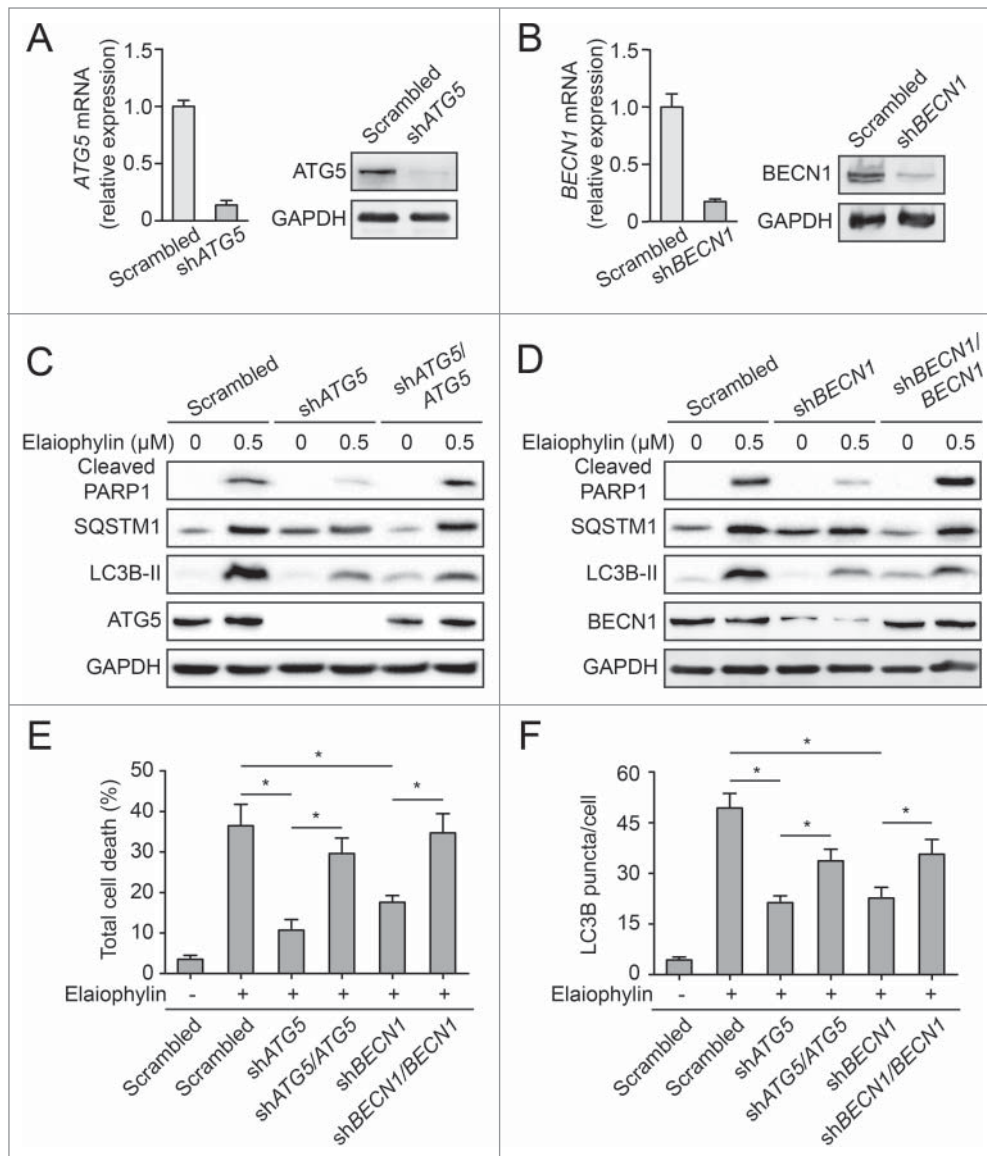 A
ATG5 mRNA
(relative expression)
1.5
1.0
0.5
0
Scrambled
shATG5
Scrambled
shATG5
ATG5
GAPDH
B
BECN1 mRNA
(relative expression)
1.5
1.0
0.5
0
Scrambled
shBECN1
Scrambled
shBECN1
BECN1
GAPDH
C
Scrambled
shATG5
shATG5/
ATG5
Elaiophylin (μM) 0 0.5 0 0.5 0 0.5
Cleaved
PARP1
SQSTM1
LC3B-II
ATG5
GAPDH
D
Scrambled
shBECN1
shBECN1/
BECN1
Elaiophylin (μM) 0 0.5 0 0.5 0 0.5
Cleaved
PARP1
SQSTM1
LC3B-II
BECN1
GAPDH
E
Total cell death (%)
50
40
30
20
10
0
*
*
*
*
Elaiophylin - + + + + +
Scrambled
Scrambled
shATG5
shATG5/ATG5
shBECN1
shBECN1/BECN1
F
LC3B puncta/cell
60
45
30
15
0
*
*
*
*
Elaiophylin - + + + + +
Scrambled
Scrambled
shATG5
shATG5/ATG5
shBECN1
shBECN1/BECN1